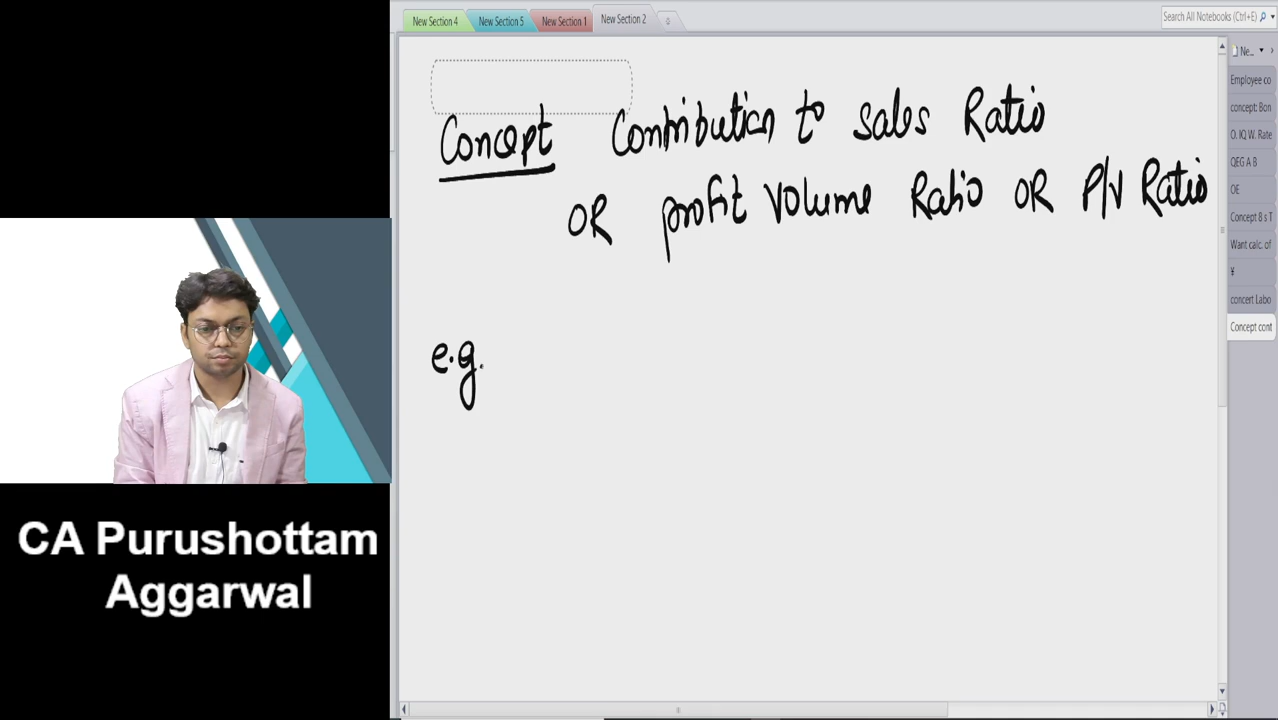 New Section 4
New Section 5
New Section 1
New Section 2
Search All Notebooks (Ctrl+E)
Ne...
Employee co
concept: Bon
O. IQ W. Rate
QEG A B
OE
Concept 8 s T
Want calc. of
¥
concert Labo
Concept cont
Concept Contribution to sales Ratio
OR profit Volume Ratio OR P/V Ratio
e.g.
CA Purushottam
Aggarwal